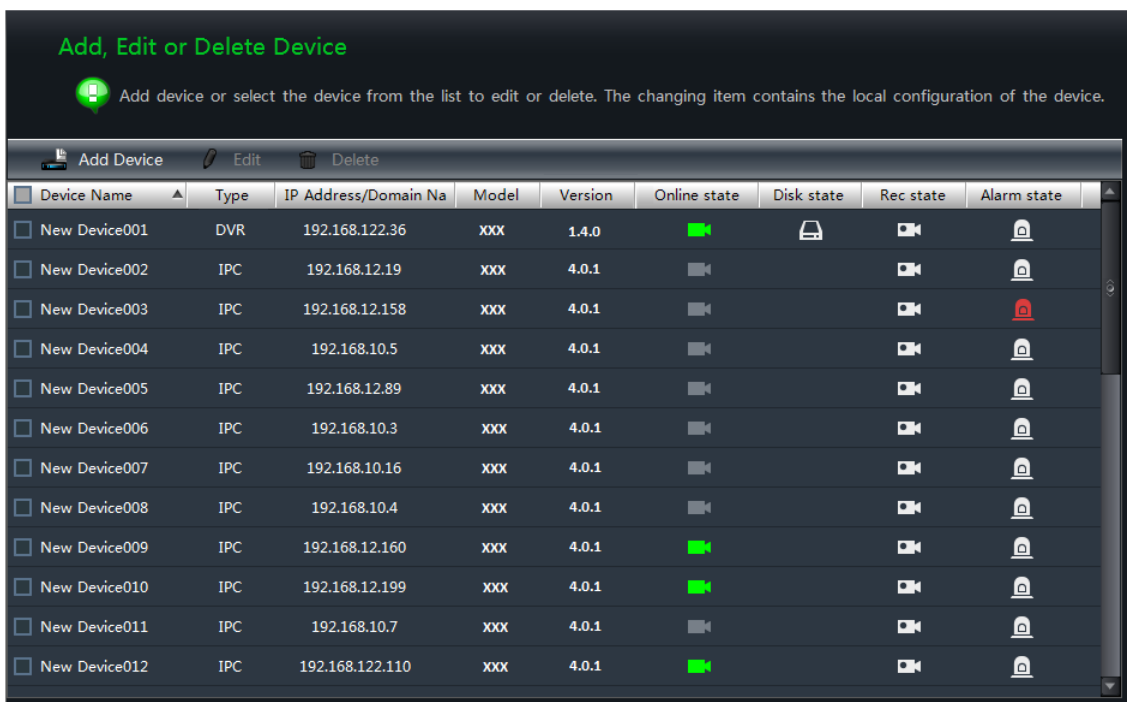 Add, Edit or Delete Device
Add device or select the device from the list to edit or delete. The changing item contains the local configuration of the device.
Add Device Edit Delete
Device Name Type IP Address/Domain Na Model Version Online state Disk state Rec state Alarm state
New Device001 DVR 192.168.122.36 XXX 1.4.0
New Device002 IPC 192.168.12.19 XXX 4.0.1
New Device003 IPC 192.168.12.158 XXX 4.0.1
New Device004 IPC 192.168.10.5 XXX 4.0.1
New Device005 IPC 192.168.12.89 XXX 4.0.1
New Device006 IPC 192.168.10.3 XXX 4.0.1
New Device007 IPC 192.168.10.16 XXX 4.0.1
New Device008 IPC 192.168.10.4 XXX 4.0.1
New Device009 IPC 192.168.12.160 XXX 4.0.1
New Device010 IPC 192.168.12.199 XXX 4.0.1
New Device011 IPC 192.168.10.7 XXX 4.0.1
New Device012 IPC 192.168.122.110 XXX 4.0.1